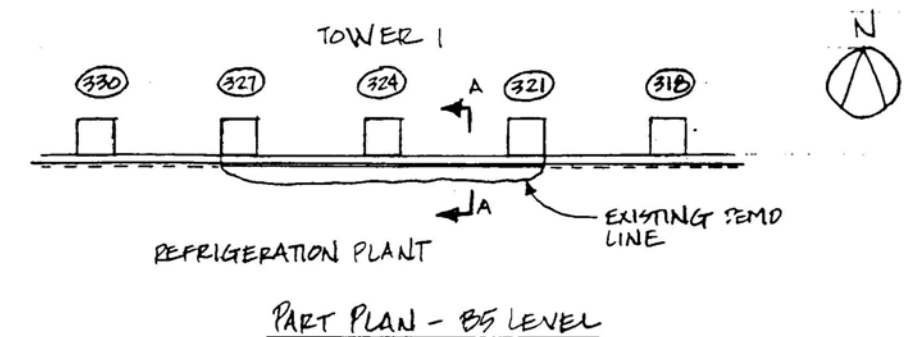 TOWER 1
N
330 327 324 A 321 318
A
EXISTING DEMO
LINE
REFRIGERATION PLANT
PART PLAN - B5 LEVEL